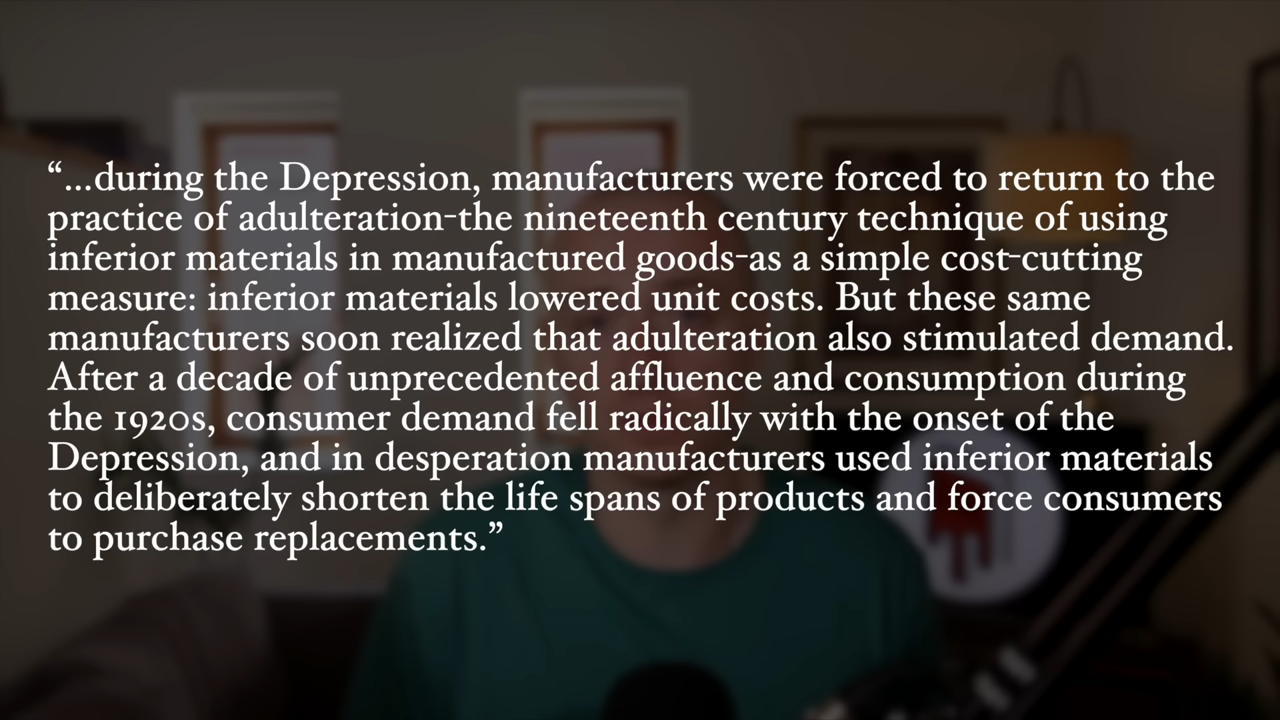 “...during the Depression, manufacturers were forced to return to the
practice of adulteration-the nineteenth century technique of using
inferior materials in manufactured goods-as a simple cost-cutting
measure: inferior materials lowered unit costs. But these same
manufacturers soon realized that adulteration also stimulated demand.
After a decade of unprecedented affluence and consumption during
the 1920s, consumer demand fell radically with the onset of the
Depression, and in desperation manufacturers used inferior materials
to deliberately shorten the life spans of products and force consumers
to purchase replacements.”